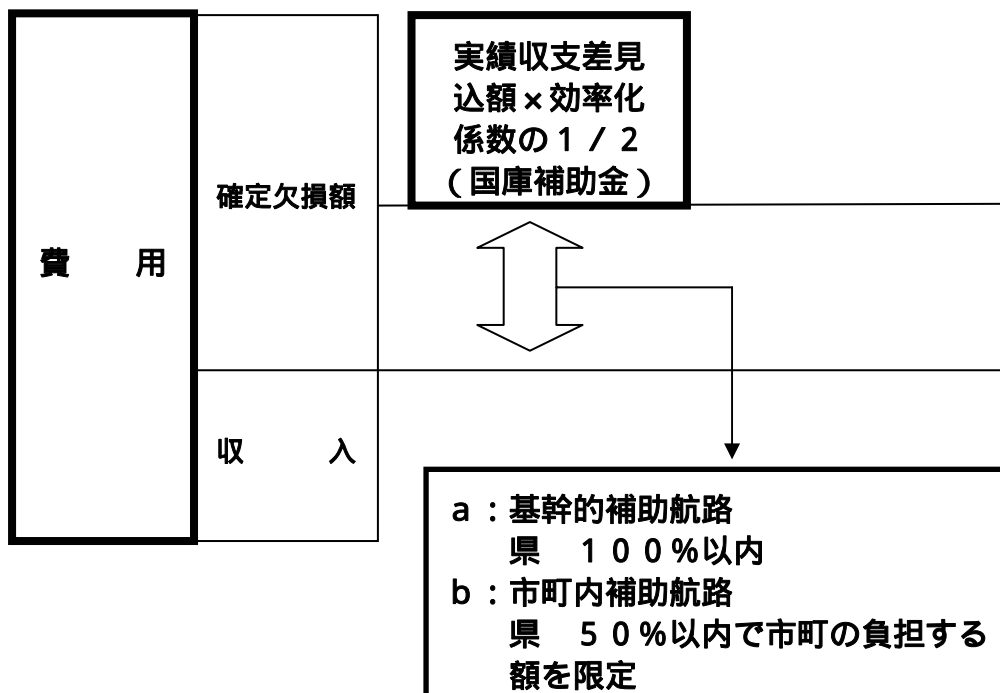 費　　用
確定欠損額
収　　　入
実績収支差見
込額×効率化
係数の１／２
（国庫補助金）
ａ：基幹的補助航路
県　１００％以内
ｂ：市町内補助航路
県　５０％以内で市町の負担する
額を限定